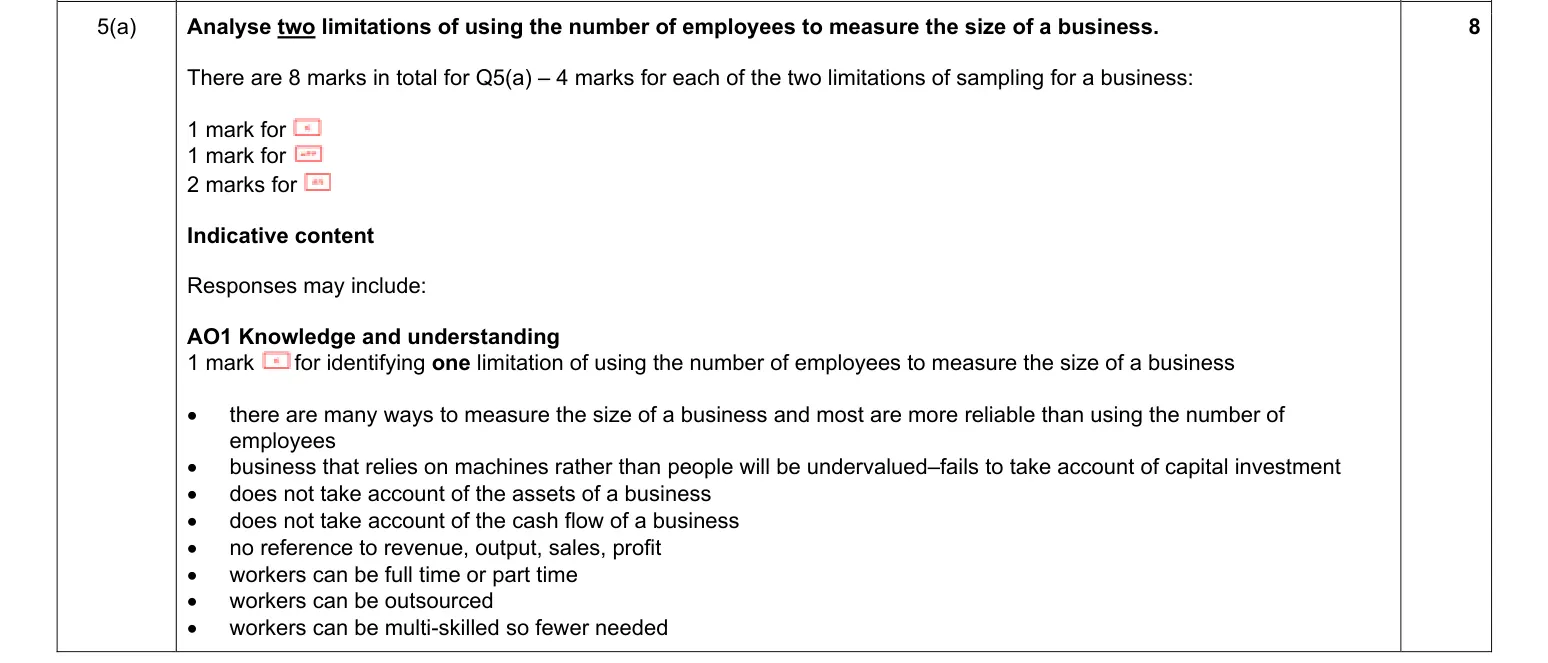 5(a)
Analyse two limitations of using the number of employees to measure the size of a business.
8
There are 8 marks in total for Q5(a) – 4 marks for each of the two limitations of sampling for a business:
1 mark for
1 mark for
2 marks for
Indicative content
Responses may include:
AO1 Knowledge and understanding
1 mark for identifying one limitation of using the number of employees to measure the size of a business
• there are many ways to measure the size of a business and most are more reliable than using the number of
employees
• business that relies on machines rather than people will be undervalued–fails to take account of capital investment
• does not take account of the assets of a business
• does not take account of the cash flow of a business
• no reference to revenue, output, sales, profit
• workers can be full time or part time
• workers can be outsourced
• workers can be multi-skilled so fewer needed